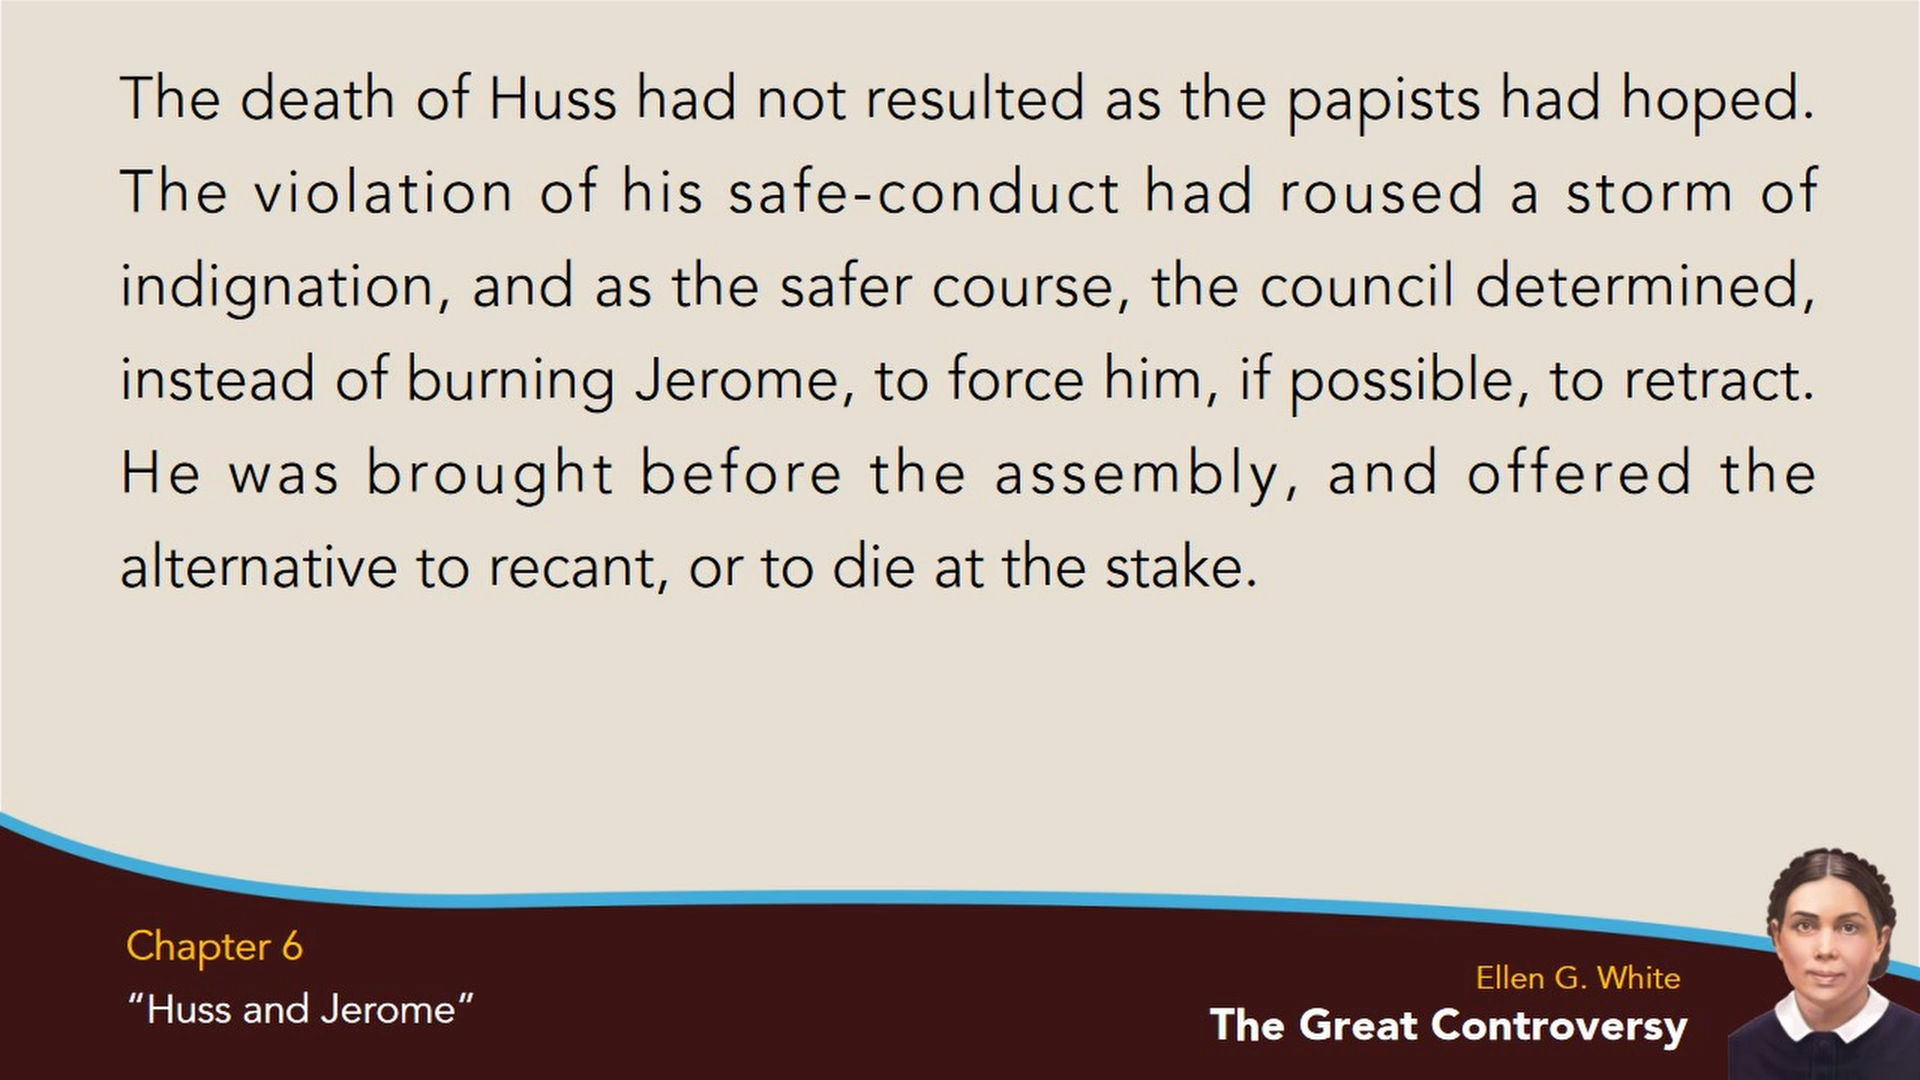 The death of Huss had not resulted as the papists had hoped.
The violation of his safe-conduct had roused a storm of
indignation, and as the safer course, the council determined,
instead of burning Jerome, to force him, if possible, to retract.
He was brought before the assembly, and offered the
alternative to recant, or to die at the stake.
Chapter 6
“Huss and Jerome”
Ellen G. White
The Great Controversy